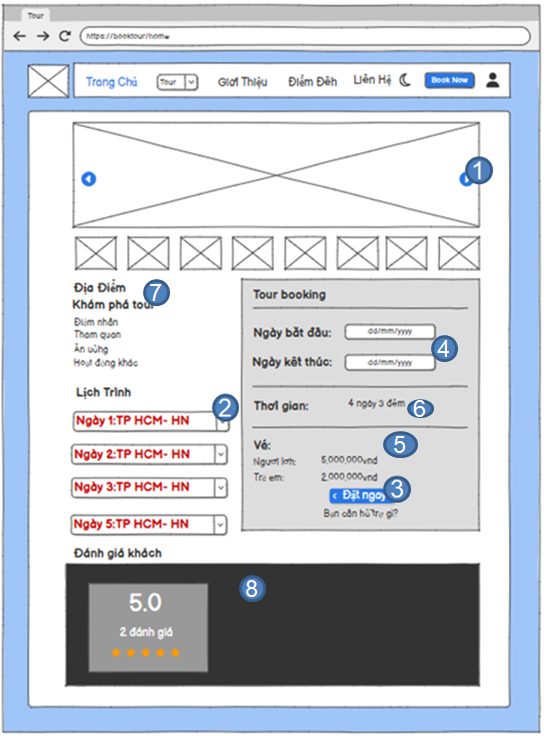 Tour
https://booktour/home
Trang Chủ Tour Giới Thiệu Điểm Đến Liên Hệ Book Now
1
Địa Điểm
Khám phá tour 7
Điểm nhấn
Tham quan
Ăn uống
Hoạt động khác
Lịch Trình
2
Ngày 1:TP HCM- HN
Ngày 2:TP HCM- HN
Ngày 3:TP HCM- HN
Ngày 5:TP HCM- HN
Tour booking
Ngày bắt đầu: dd/mm/yyyy
4
Ngày kết thúc: dd/mm/yyyy
Thời gian: 4 ngày 3 đêm 6
Vé: 5
Người lớn: 5,000,000vnd
Trẻ em: 2,000,000vnd
Đặt ngay 3
Bạn cần hỗ trợ gì?
Đánh giá khách
8
5.0
2 đánh giá